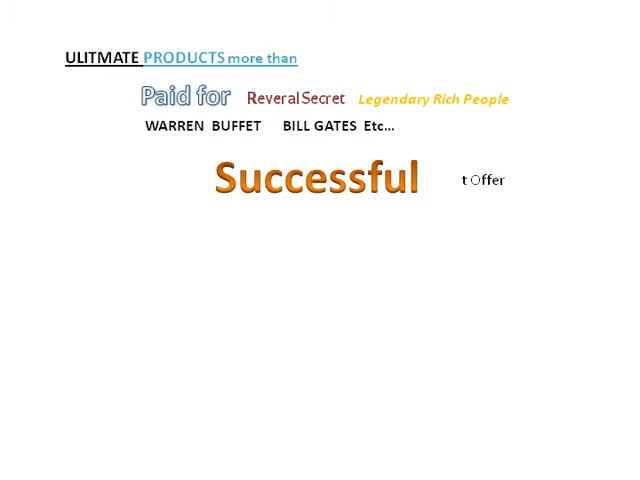 ULITMATE PRODUCTS more than
Paid for Reveral Secret Legendary Rich People
WARREN BUFFET BILL GATES Etc...
Successful t Offer